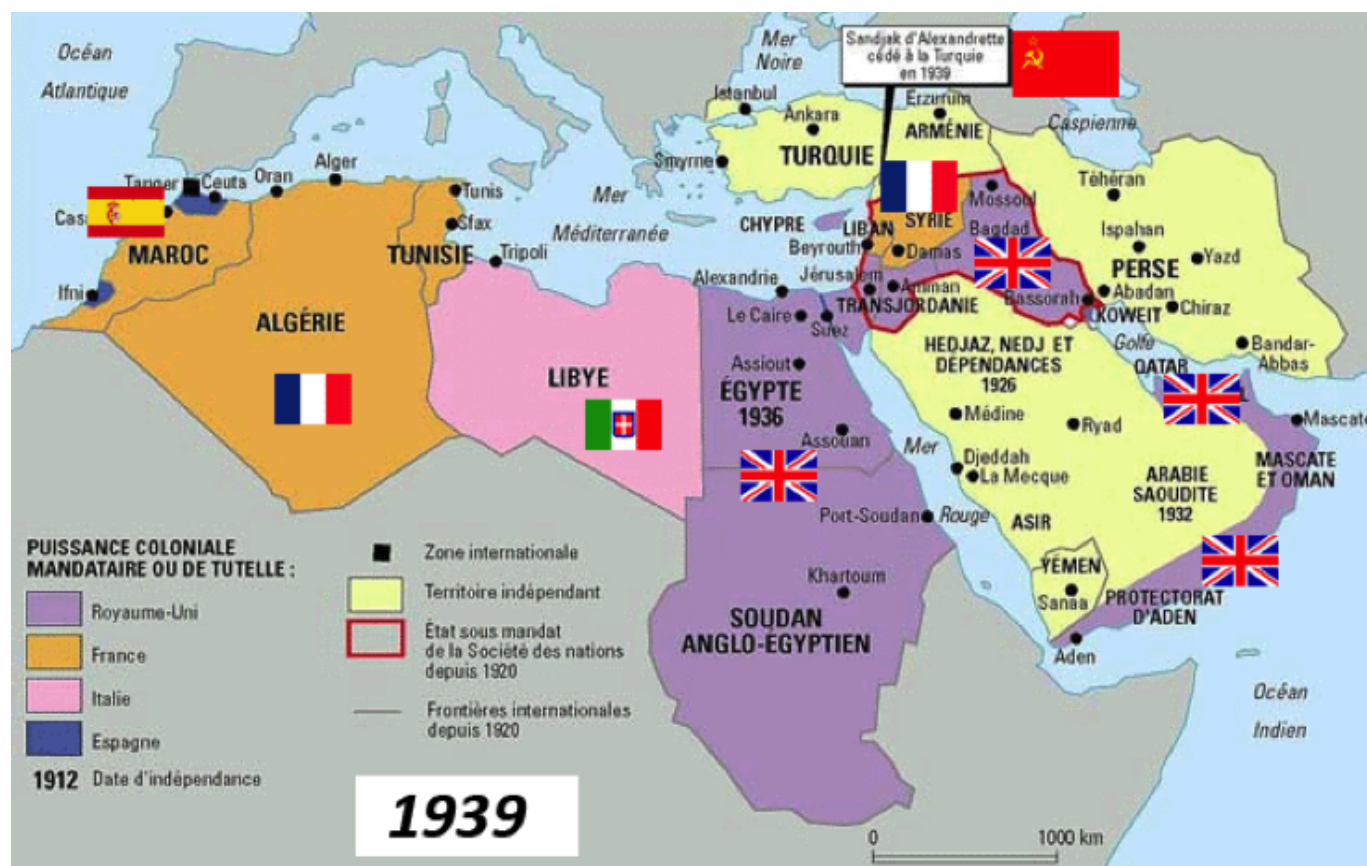 Océan
Atlantique
Mer
Noire
Sandjak d'Alexandrette
cédé à la Turquie
en 1939
Caspienne
Istanbul
Ankara
Erzurum
ARMÉNIE
TURQUIE
Smyrne
Alger
Oran
Tanger
Ceuta
Tunis
Sfax
MAROC
TUNISIE
Tripoli
Ifni
ALGÉRIE
Mer
Méditerranée
CHYPRE
LIBAN
SYRIE
Mossoul
Bagdad
Beyrouth
Damas
Alexandrie
Jérusalem
Amman
TRANSJORDANIE
Bassorah
Téhéran
Ispahan
Yazd
PERSE
Abadan
KOWEIT
Chiraz
Golfe
Bandar-
Abbas
Le Caire
Suez
LIBYE
Assiout
ÉGYPTE
1936
Assouan
HEDJAZ, NEDJ ET
DÉPENDANCES
1926
QATAR
Médine
Ryad
Mascate
Mer
Rouge
Djeddah
La Mecque
ARABIE
SAOUDITE
1932
MASCATE
ET OMAN
ASIR
Port-Soudan
Khartoum
SOUDAN
ANGLO-ÉGYPTIEN
YÉMEN
Sanaa
PROTECTORAT
D'ADEN
Aden
Océan
Indien
PUISSANCE COLONIALE
MANDATAIRE OU DE TUTELLE :
Royaume-Uni
France
Italie
Espagne
1912 Date d'indépendance
Zone internationale
Territoire indépendant
État sous mandat
de la Société des nations
depuis 1920
Frontières internationales
depuis 1920
1939
0 1000 km